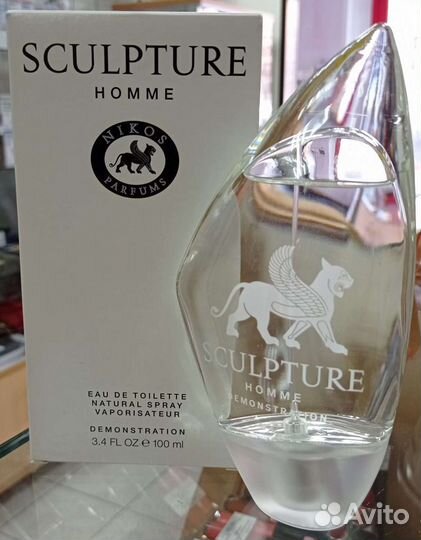 SCULPTURE
HOMME
NIKOS
PARFUMS
EAU DE TOILETTE
NATURAL SPRAY
VAPORISATEUR
DEMONSTRATION
3.4 FL OZ e 100 ml
SCULPTURE
HOMME
DEMONSTRATION
Avito